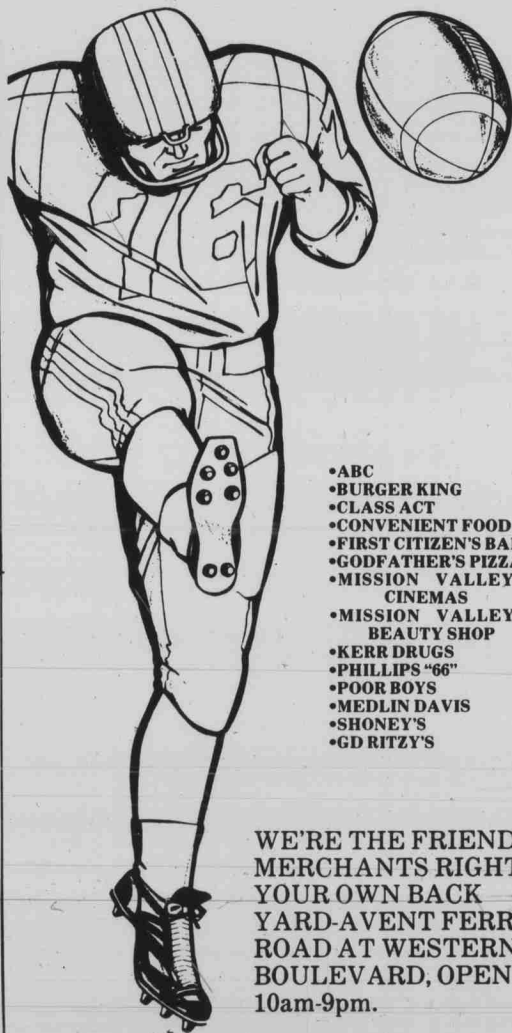 •ABC
•BURGER KING
•CLASS ACT
•CONVENIENT FOOD
•FIRST CITIZEN'S BA
•GODFATHER'S PIZZA
•MISSION VALLEY
CINEMAS
•MISSION VALLEY
BEAUTY SHOP
•KERR DRUGS
•PHILLIPS "66"
•POOR BOYS
•MEDLIN DAVIS
•SHONEY'S
•GD RITZY'S
WE'RE THE FRIEND
MERCHANTS RIGHT
YOUR OWN BACK
YARD-AVENT FERR
ROAD AT WESTERN
BOULEVARD, OPEN
10am-9pm.